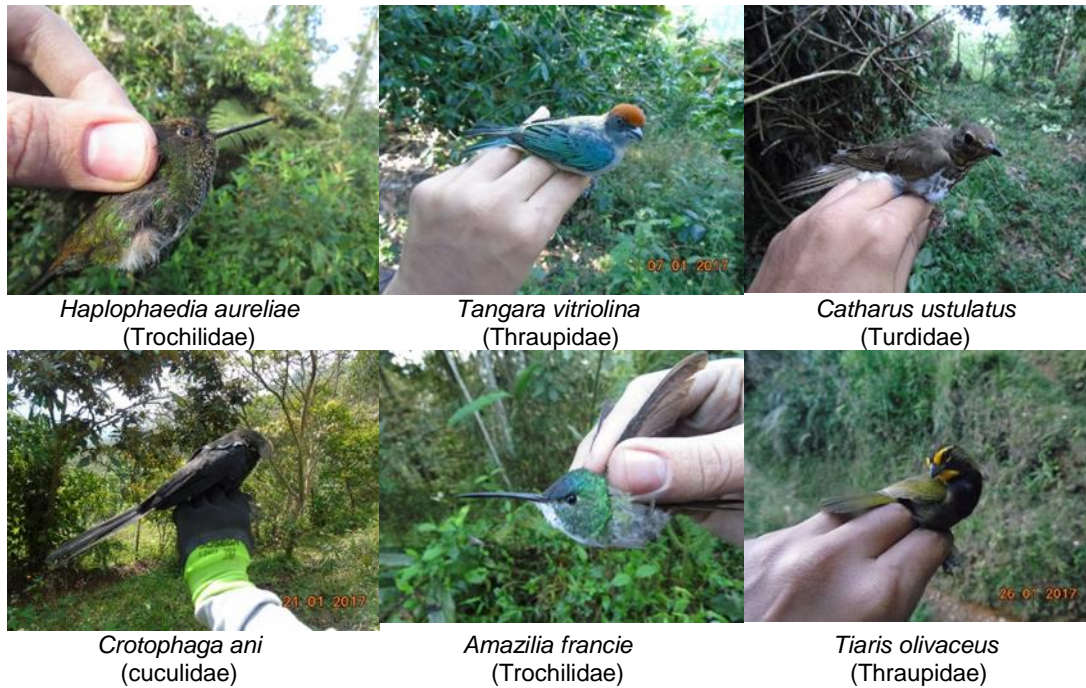 07 01 2017
Haplophaedia aureliae
(Trochilidae)
Tangara vitriolina
(Thraupidae)
Catharus ustulatus
(Turdidae)
21 01 2017
26 01 2017
Crotophaga ani
(cuculidae)
Amazilia francie
(Trochilidae)
Tiaris olivaceus
(Thraupidae)